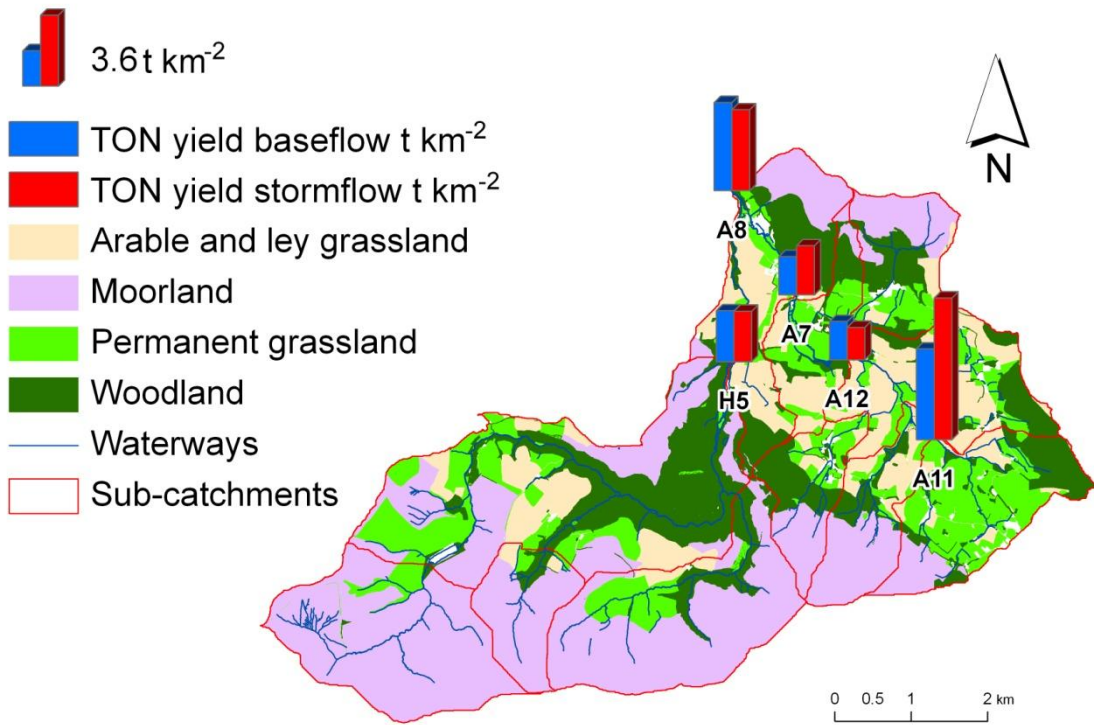 3.6 t km-2
TON yield baseflow t km-2
TON yield stormflow t km-2
Arable and ley grassland
Moorland
Permanent grassland
Woodland
Waterways
Sub-catchments
N
A8
A7
H5
A12
A11
0 0.5 1 2 km